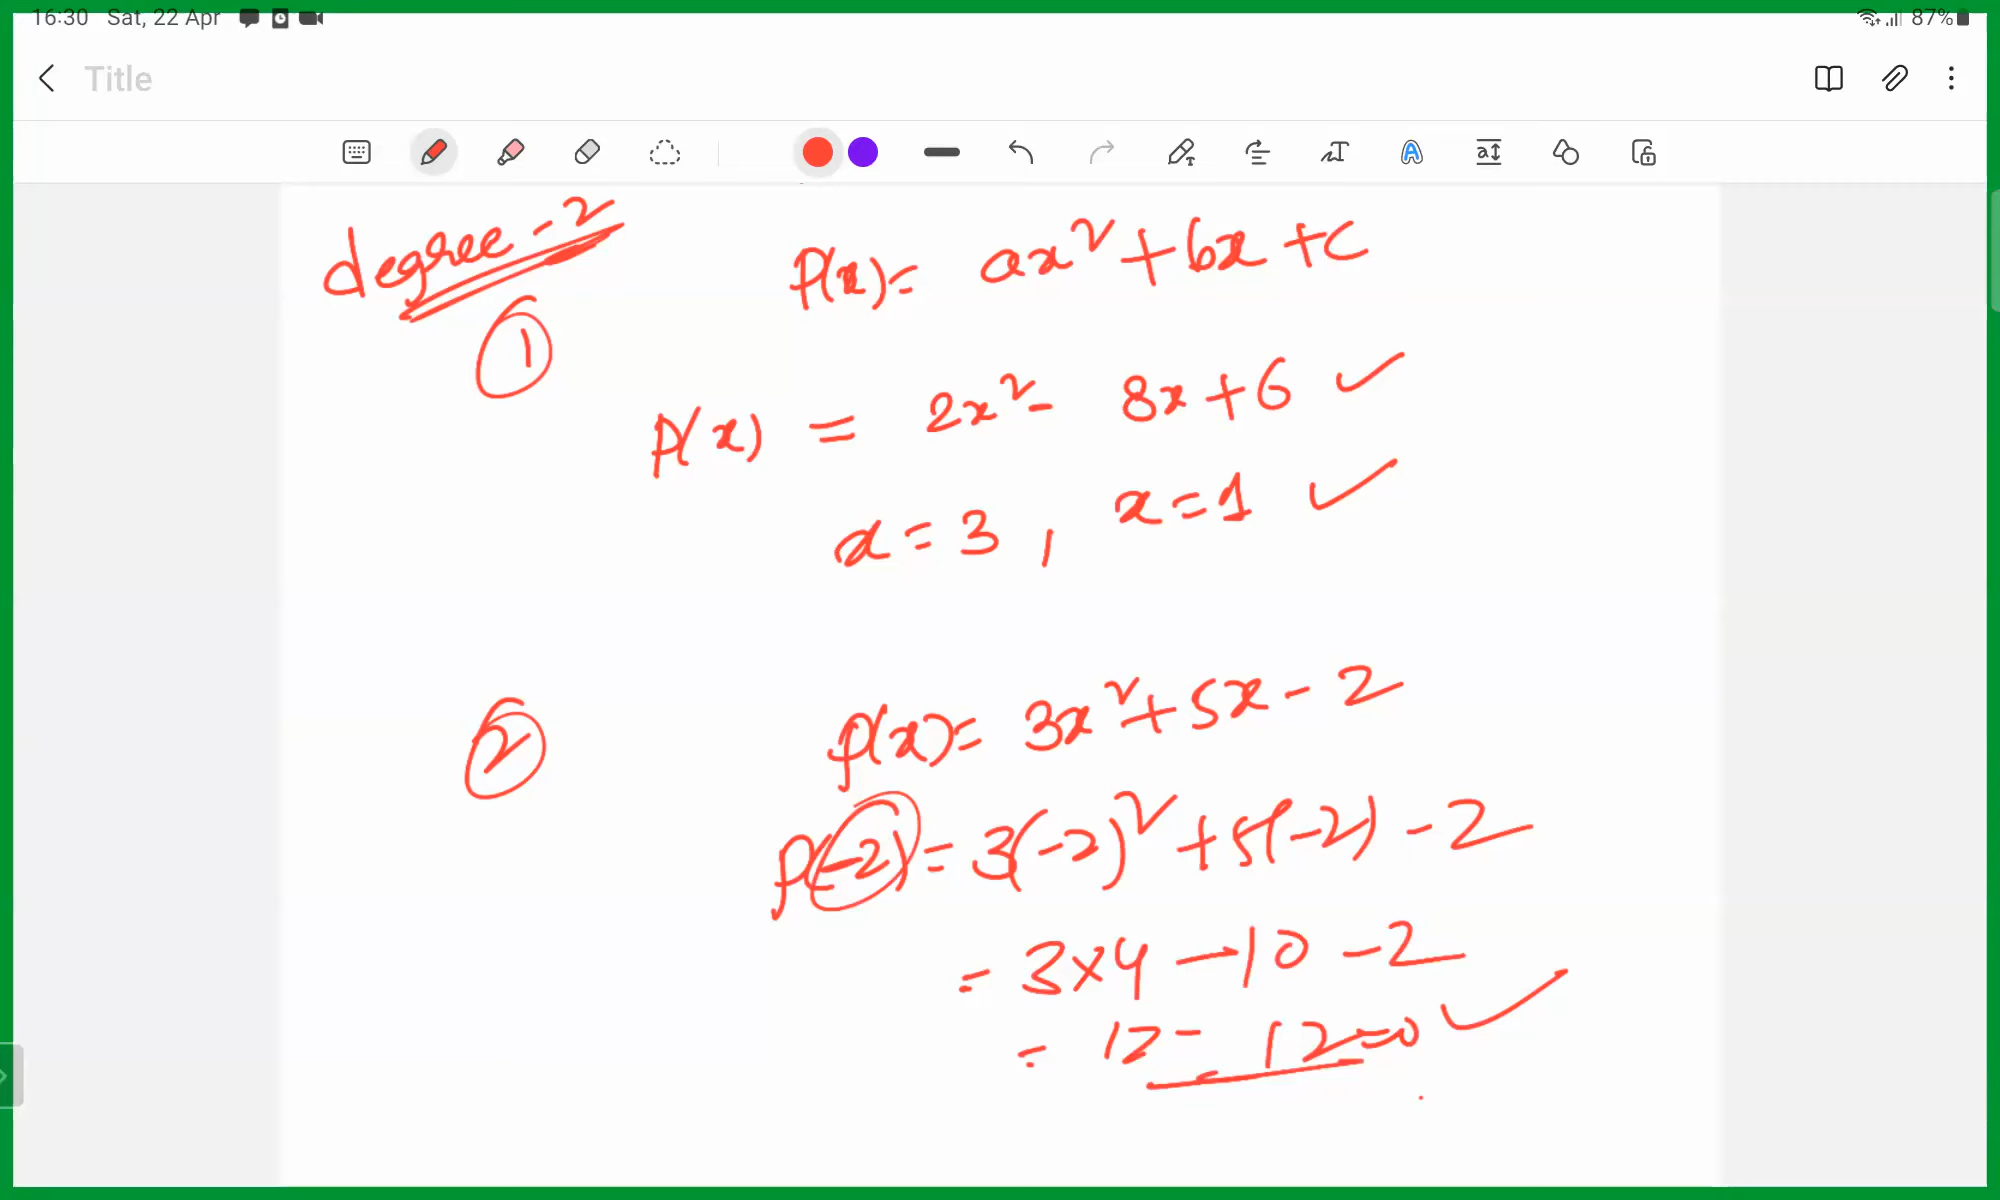 16:30 Sat, 22 Apr 87%
Title
degree-2
P(x)= ax²+bx+c
①
P(x) = 2x²- 8x+6 ✓
x=3, x=1 ✓
② P(x)= 3x²+5x-2
P(-2)= 3(-2)²+5(-2)-2
= 3×4-10-2
= 12-12=0 ✓